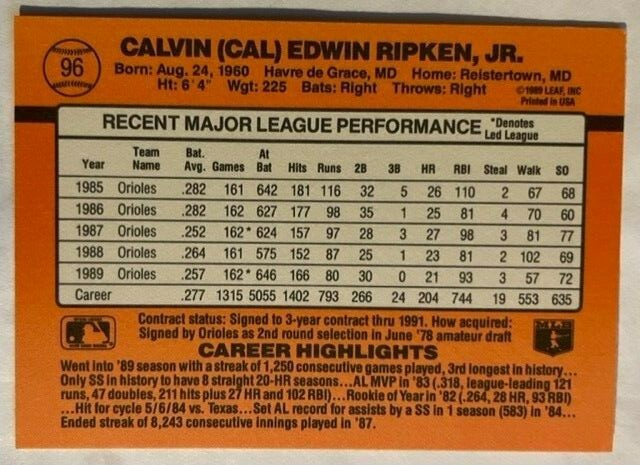 96
CALVIN (CAL) EDWIN RIPKEN, JR.
Born: Aug. 24, 1960 Havre de Grace, MD Home: Reistertown, MD
Ht: 6'4" Wgt: 225 Bats: Right Throws: Right
©1989 LEAF, INC
Printed in USA
RECENT MAJOR LEAGUE PERFORMANCE *Denotes Led League
Year Team Name Bat. Avg. Games At Bat Hits Runs 2B 3B HR RBI Steal Walk SO
1985 Orioles .282 161 642 181 116 32 5 26 110 2 67 68
1986 Orioles .282 162 627 177 98 35 1 25 81 4 70 60
1987 Orioles .252 162* 624 157 97 28 3 27 98 3 81 77
1988 Orioles .264 161 575 152 87 25 1 23 81 2 102 69
1989 Orioles .257 162* 646 166 80 30 0 21 93 3 57 72
Career .277 1315 5055 1402 793 266 24 204 744 19 553 635
Contract status: Signed to 3-year contract thru 1991. How acquired:
Signed by Orioles as 2nd round selection in June '78 amateur draft
CAREER HIGHLIGHTS
Went into '89 season with a streak of 1,250 consecutive games played, 3rd longest in history...
Only SS in history to have 8 straight 20-HR seasons...AL MVP in '83 (.318, league-leading 121
runs, 47 doubles, 211 hits plus 27 HR and 102 RBI)...Rookie of Year in '82 (.264, 28 HR, 93 RBI)
...Hit for cycle 5/6/84 vs. Texas...Set AL record for assists by a SS in 1 season (583) in '84...
Ended streak of 8,243 consecutive innings played in '87.